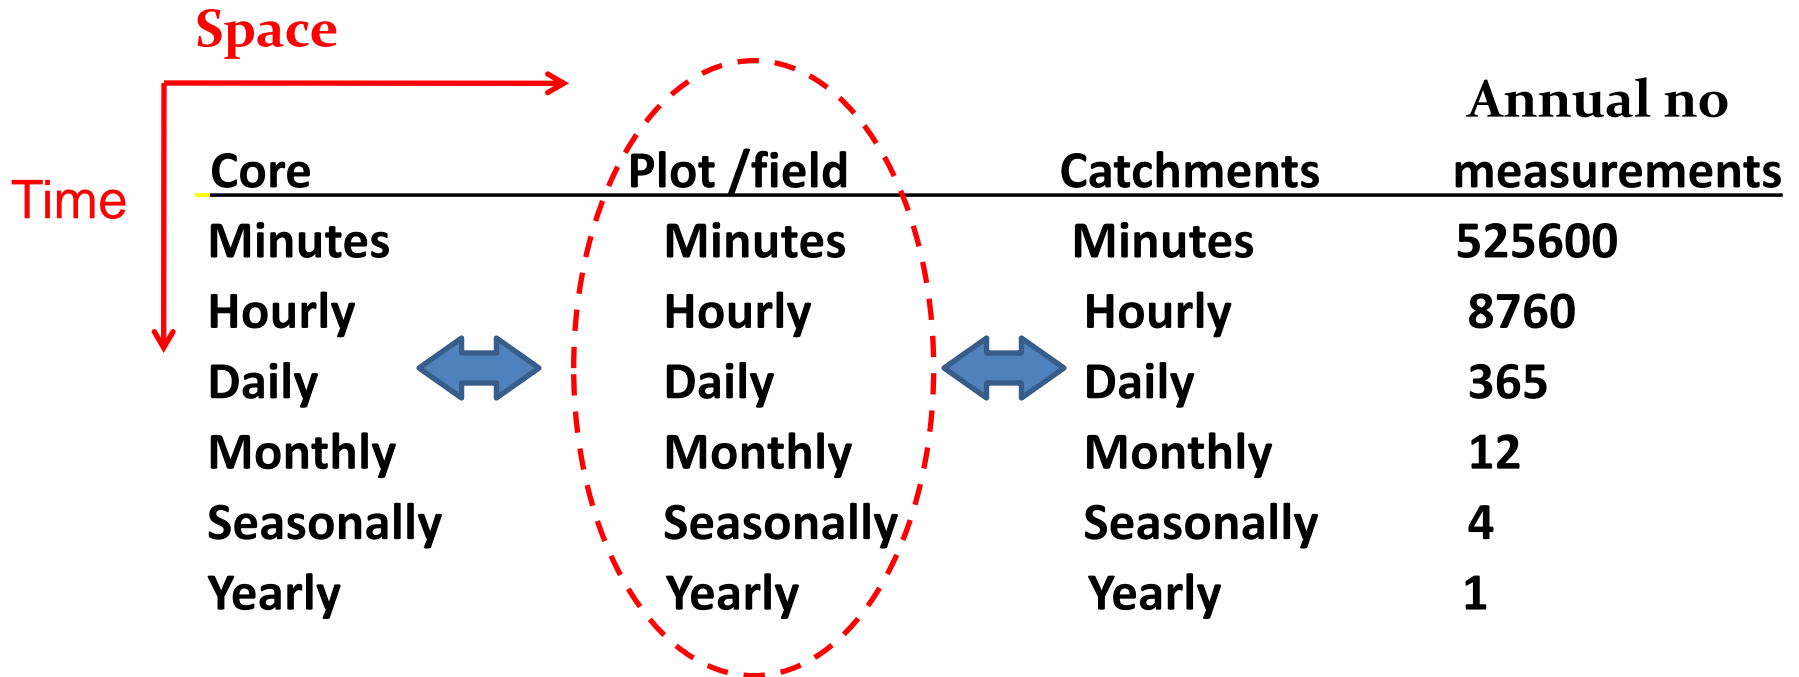 Space
Annual no
Time
Core Plot /field Catchments measurements
Minutes Minutes Minutes 525600
Hourly Hourly Hourly 8760
Daily Daily Daily 365
Monthly Monthly Monthly 12
Seasonally Seasonally Seasonally 4
Yearly Yearly Yearly 1